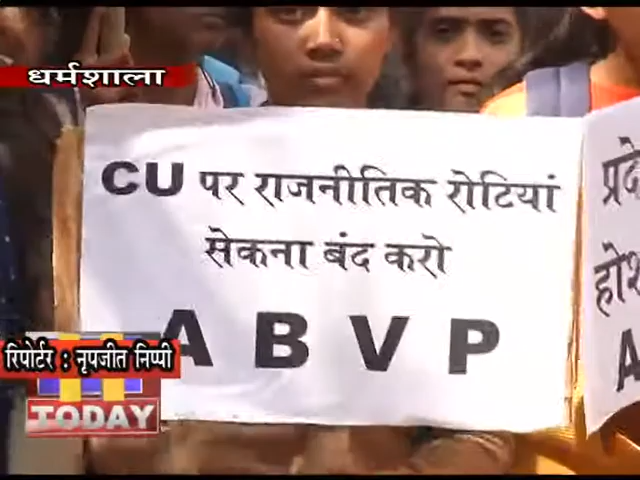 धर्मशाला
CU पर राजनीतिक रोटियां
सेकना बंद करो
ABVP
रिपोर्टर : नृपजीत निप्पी
TODAY